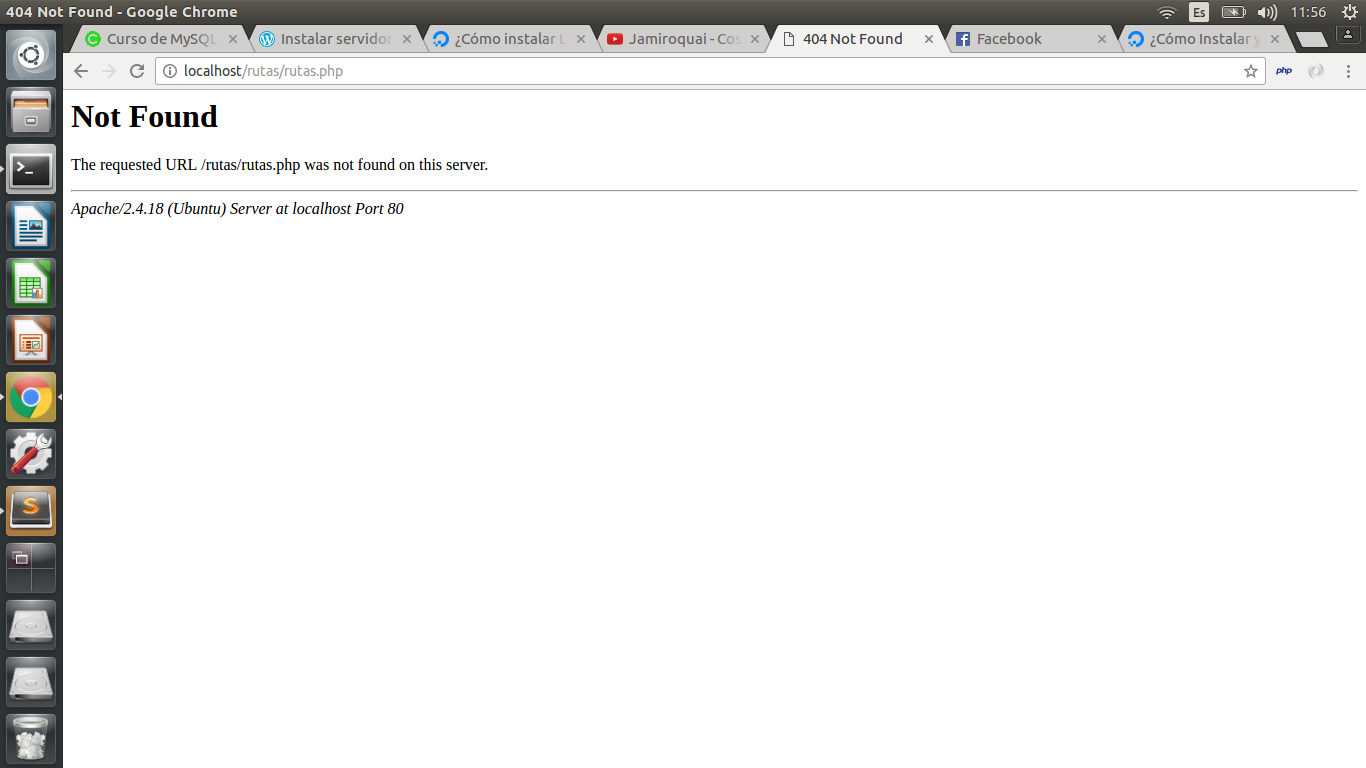 404 Not Found - Google Chrome
Es
11:56
Curso de MySQL
Instalar servidor
¿Cómo instalar L
Jamiroquai - Cos
404 Not Found
Facebook
¿Cómo Instalar y
localhost/rutas/rutas.php
php
Not Found
The requested URL /rutas/rutas.php was not found on this server.
Apache/2.4.18 (Ubuntu) Server at localhost Port 80